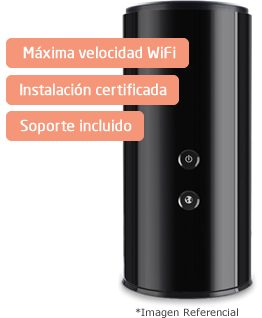 Máxima velocidad WiFi
Instalación certificada
Soporte incluido
*Imagen Referencial